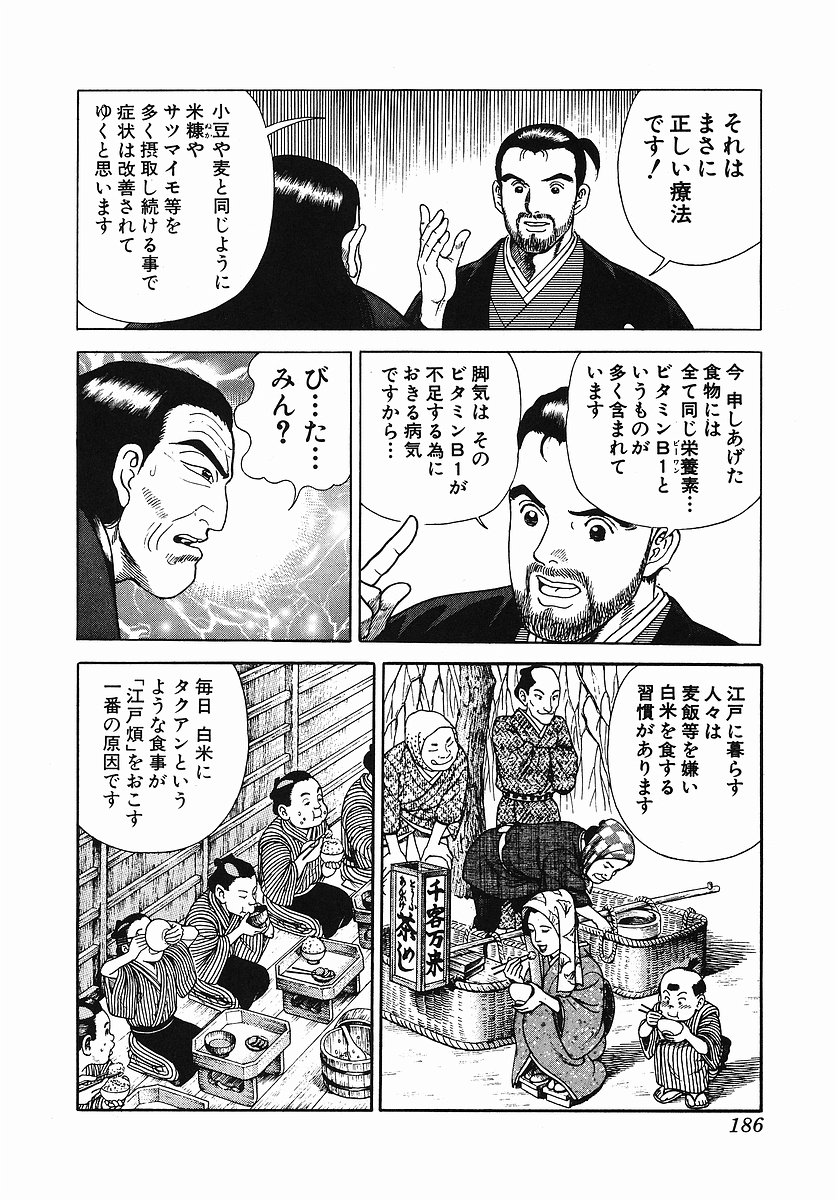 それは
まさに
正しい療法
です!
小豆や麦と同じように
米糠や
ぬか
サツマイモ等を
多く摂取し続ける事で
症状は改善されて
ゆくと思います
今 申しあげた
食物には
全て同じ栄養素…
ビタミンB1と
ビーワン
いうものが
多く含まれて
います
脚気は その
ビタミンB1が
不足する為に
おきる病気
ですから…
び…た…
みん?
江戸に暮らす
人々は
麦飯等を嫌い
白米を食する
習慣があります
千客万来
茶めし
毎日 白米に
タクアンという
ような食事が
「江戸煩」をおこす
一番の原因です
186